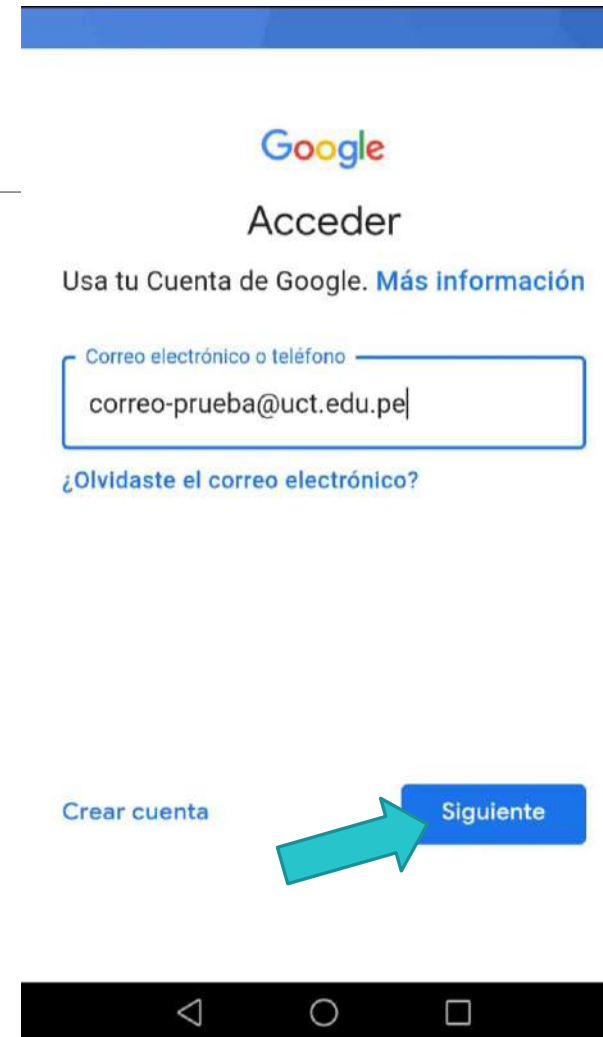 Google
Acceder
Usa tu Cuenta de Google. Más información
Correo electrónico o teléfono
correo-prueba@uct.edu.pe
¿Olvidaste el correo electrónico?
Crear cuenta
Siguiente